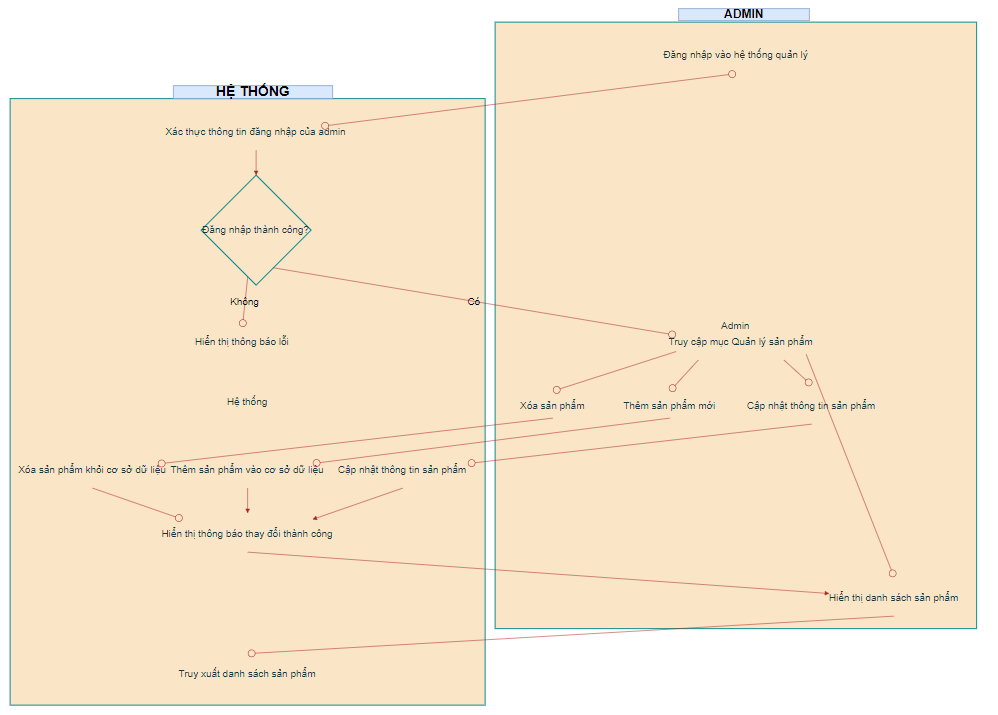 ADMIN
Đăng nhập vào hệ thống quản lý
HỆ THỐNG
Xác thực thông tin đăng nhập của admin
Đăng nhập thành công?
Không
Có
Hiển thị thông báo lỗi
Admin
Truy cập mục Quản lý sản phẩm
Hệ thống
Xóa sản phẩm
Thêm sản phẩm mới
Cập nhật thông tin sản phẩm
Xóa sản phẩm khỏi cơ sở dữ liệu
Thêm sản phẩm vào cơ sở dữ liệu
Cập nhật thông tin sản phẩm
Hiển thị thông báo thay đổi thành công
Hiển thị danh sách sản phẩm
Truy xuất danh sách sản phẩm